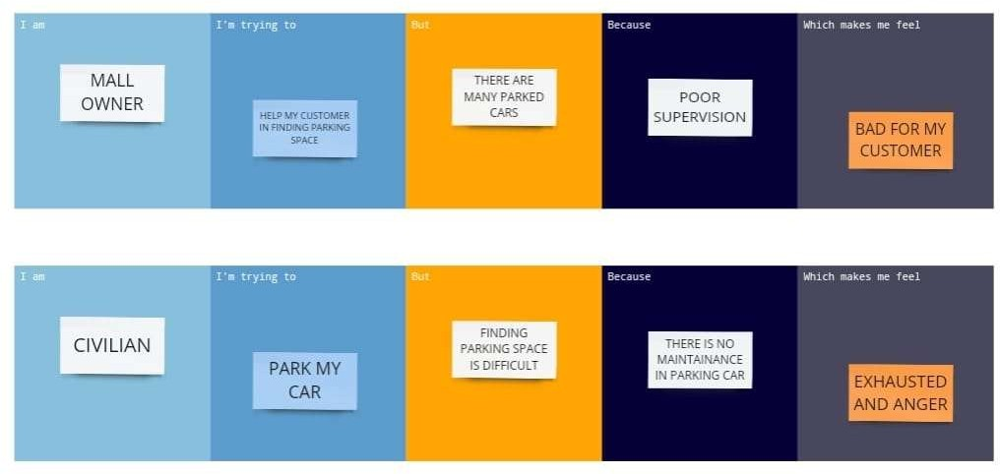 I am
I'm trying to
But
Because
Which makes me feel
MALL
OWNER
HELP MY CUSTOMER
IN FINDING PARKING
SPACE
THERE ARE
MANY PARKED
CARS
POOR
SUPERVISION
BAD FOR MY
CUSTOMER
I am
I'm trying to
But
Because
Which makes me feel
CIVILIAN
PARK MY
CAR
FINDING
PARKING SPACE
IS DIFFICULT
THERE IS NO
MAINTAINANCE
IN PARKING CAR
EXHAUSTED
AND ANGER